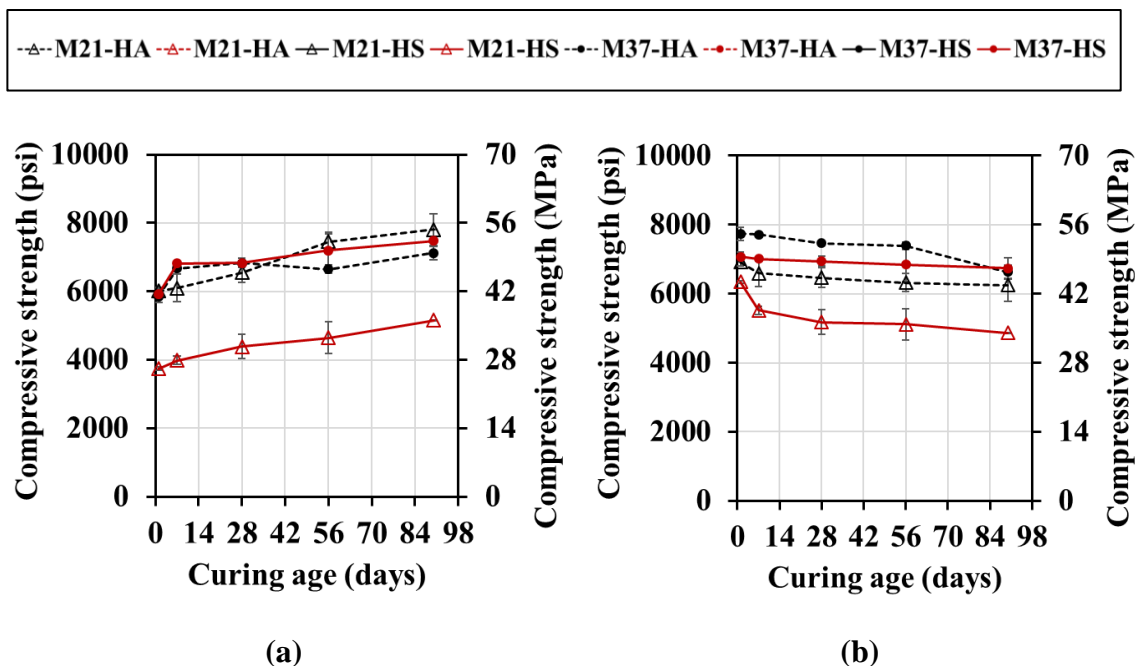 M21-HA M21-HA M21-HS M21-HS M37-HA M37-HA M37-HS M37-HS
Compressive strength (psi)
10000
8000
6000
4000
2000
0
70
56
42
28
14
0
Compressive strength (MPa)
0 14 28 42 56 70 84 98
Curing age (days)
(a)
Compressive strength (psi)
10000
8000
6000
4000
2000
0
70
56
42
28
14
0
Compressive strength (MPa)
0 14 28 42 56 70 84 98
Curing age (days)
(b)